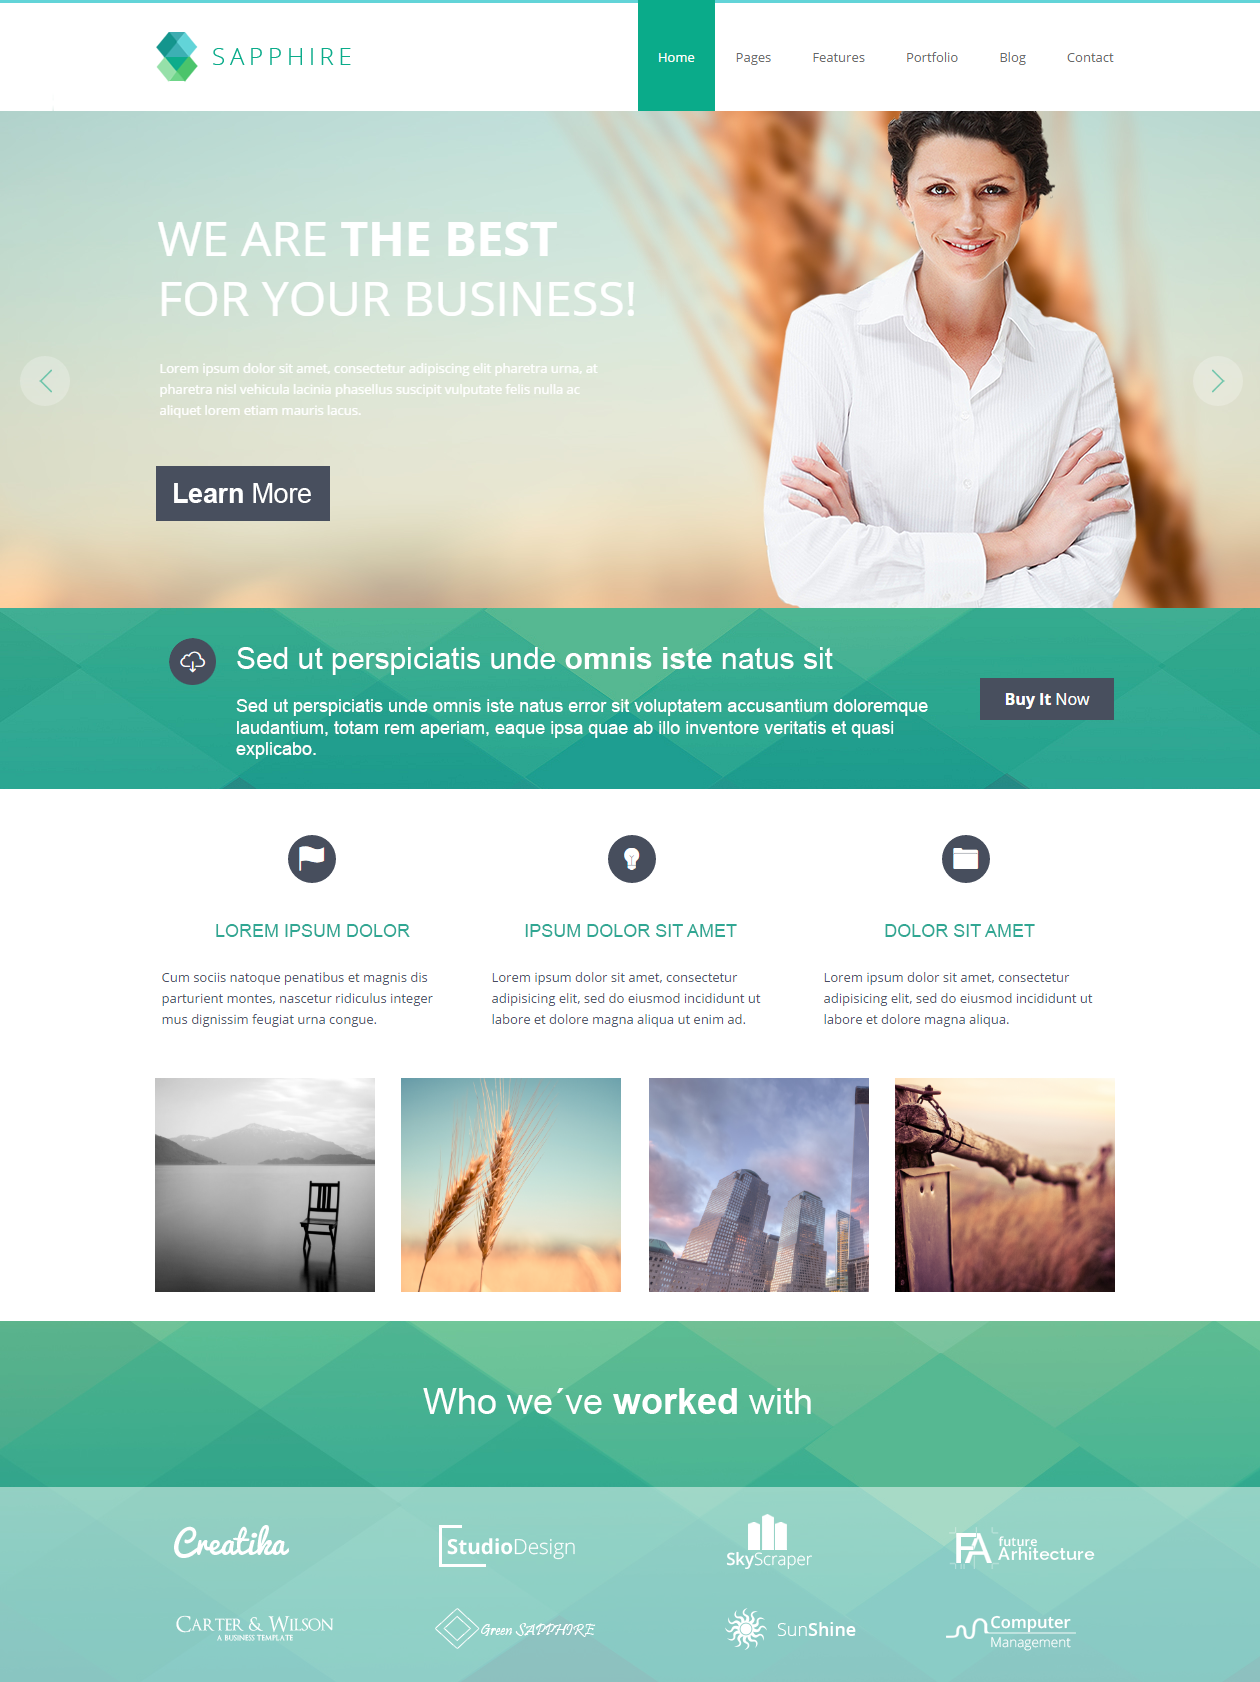 SAPPHIRE
Home Pages Features Portfolio Blog Contact
WE ARE THE BEST
FOR YOUR BUSINESS!
Lorem ipsum dolor sit amet, consectetur adipiscing elit pharetra urna, at
pharetra nisl vehicula lacinia phasellus suscipit vulputate felis nulla ac
aliquet lorem etiam mauris lacus.
Learn More
Sed ut perspiciatis unde omnis iste natus sit
Sed ut perspiciatis unde omnis iste natus error sit voluptatem accusantium doloremque
laudantium, totam rem aperiam, eaque ipsa quae ab illo inventore veritatis et quasi
explicabo.
Buy It Now
LOREM IPSUM DOLOR
Cum sociis natoque penatibus et magnis dis
parturient montes, nascetur ridiculus integer
mus dignissim feugiat urna congue.
IPSUM DOLOR SIT AMET
Lorem ipsum dolor sit amet, consectetur
adipisicing elit, sed do eiusmod incididunt ut
labore et dolore magna aliqua ut enim ad.
DOLOR SIT AMET
Lorem ipsum dolor sit amet, consectetur
adipisicing elit, sed do eiusmod incididunt ut
labore et dolore magna aliqua.
Who we´ve worked with
Creatika
StudioDesign
SkyScraper
FA future
Arhitecture
CARTER & WILSON
A BUSINESS TEMPLATE
Green SAPPHIRE
SunShine
Computer
Management